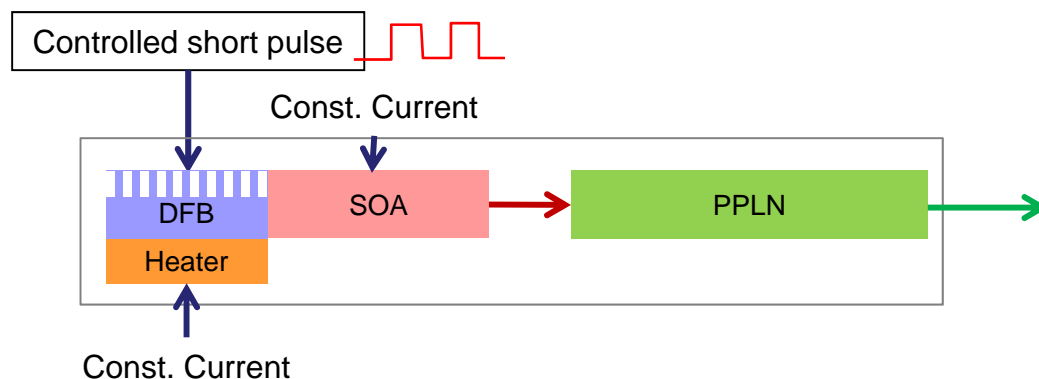 Controlled short pulse
Const. Current
DFB
SOA
PPLN
Heater
Const. Current